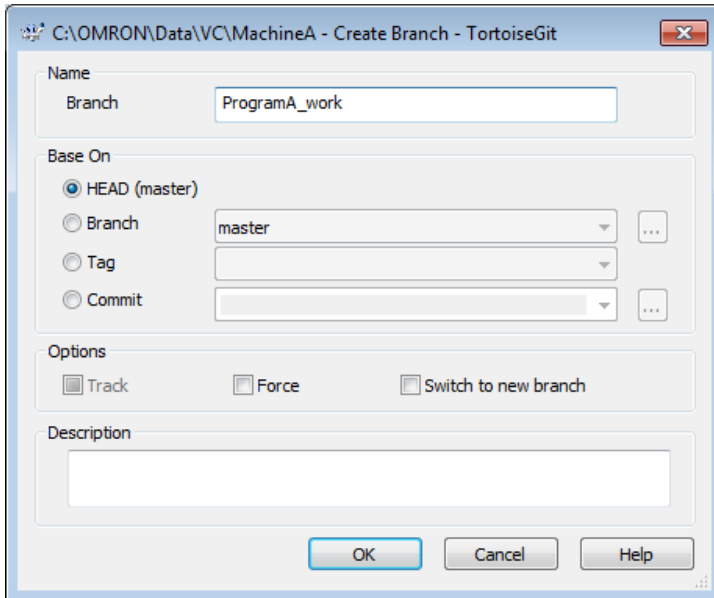 C:\OMRON\Data\VC\MachineA - Create Branch - TortoiseGit
Name
Branch ProgramA_work
Base On
HEAD (master)
Branch master ...
Tag
Commit ...
Options
Track Force Switch to new branch
Description
OK Cancel Help